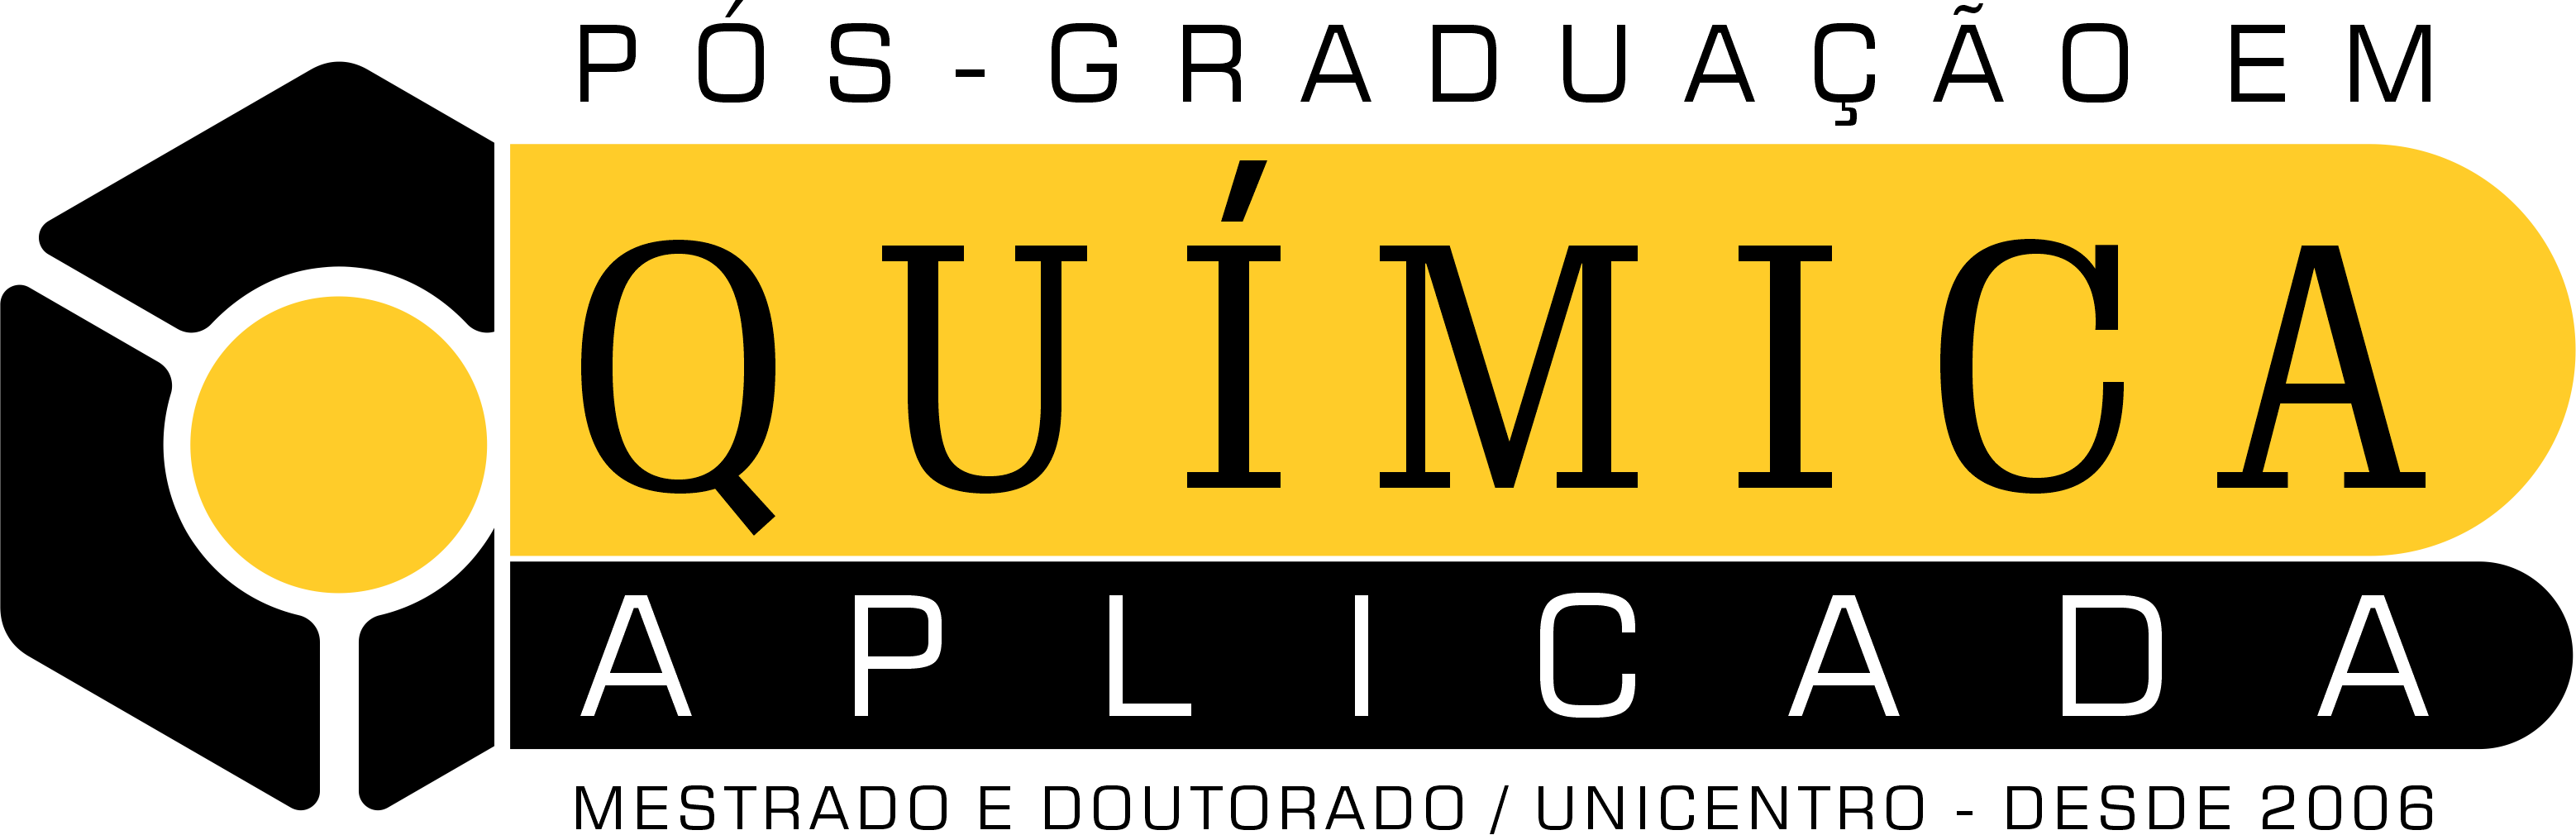 PÓS-GRADUAÇÃO EM
QUÍMICA
APLICADA
MESTRADO E DOUTORADO / UNICENTRO - DESDE 2006